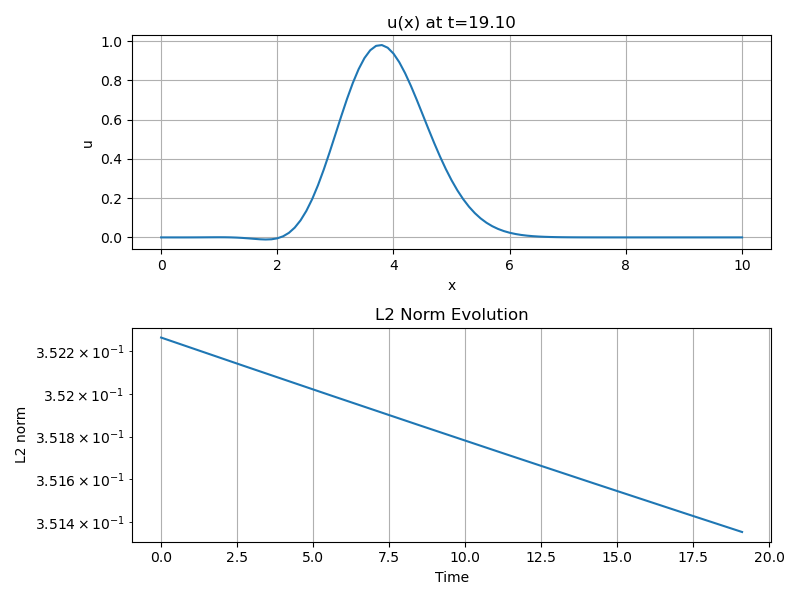 u(x) at t=19.10
1.0
0.8
0.6
0.4
0.2
0.0
u
0 2 4 6 8 10
x
L2 Norm Evolution
3.522 × 10⁻¹
3.52 × 10⁻¹
3.518 × 10⁻¹
3.516 × 10⁻¹
3.514 × 10⁻¹
L2 norm
0.0 2.5 5.0 7.5 10.0 12.5 15.0 17.5 20.0
Time